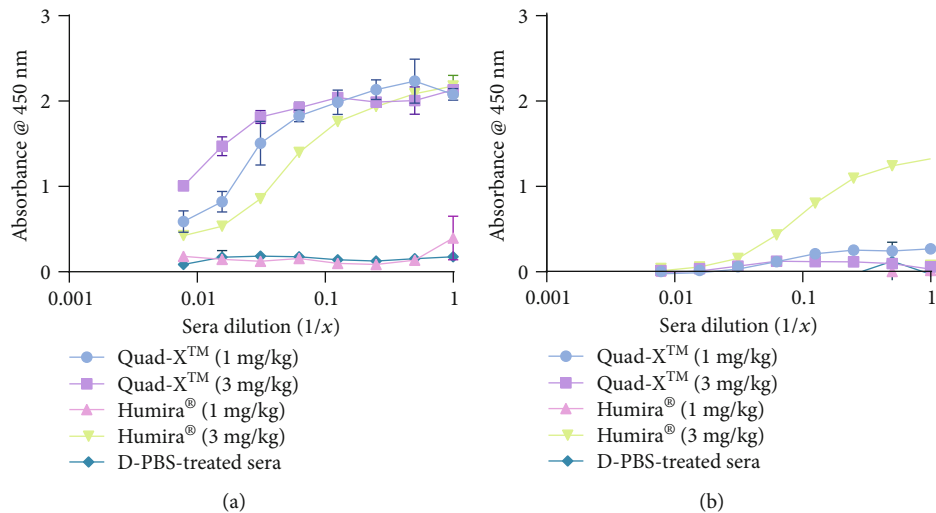 3
2
1
0
Absorbance @ 450 nm
0.001
0.01
0.1
1
Sera dilution (1/x)
Quad-X™ (1 mg/kg)
Quad-X™ (3 mg/kg)
Humira® (1 mg/kg)
Humira® (3 mg/kg)
D-PBS-treated sera
(a)
3
2
1
0
Absorbance @ 450 nm
0.001
0.01
0.1
1
Sera dilution (1/x)
Quad-X™ (1 mg/kg)
Quad-X™ (3 mg/kg)
Humira® (1 mg/kg)
Humira® (3 mg/kg)
D-PBS-treated sera
(b)